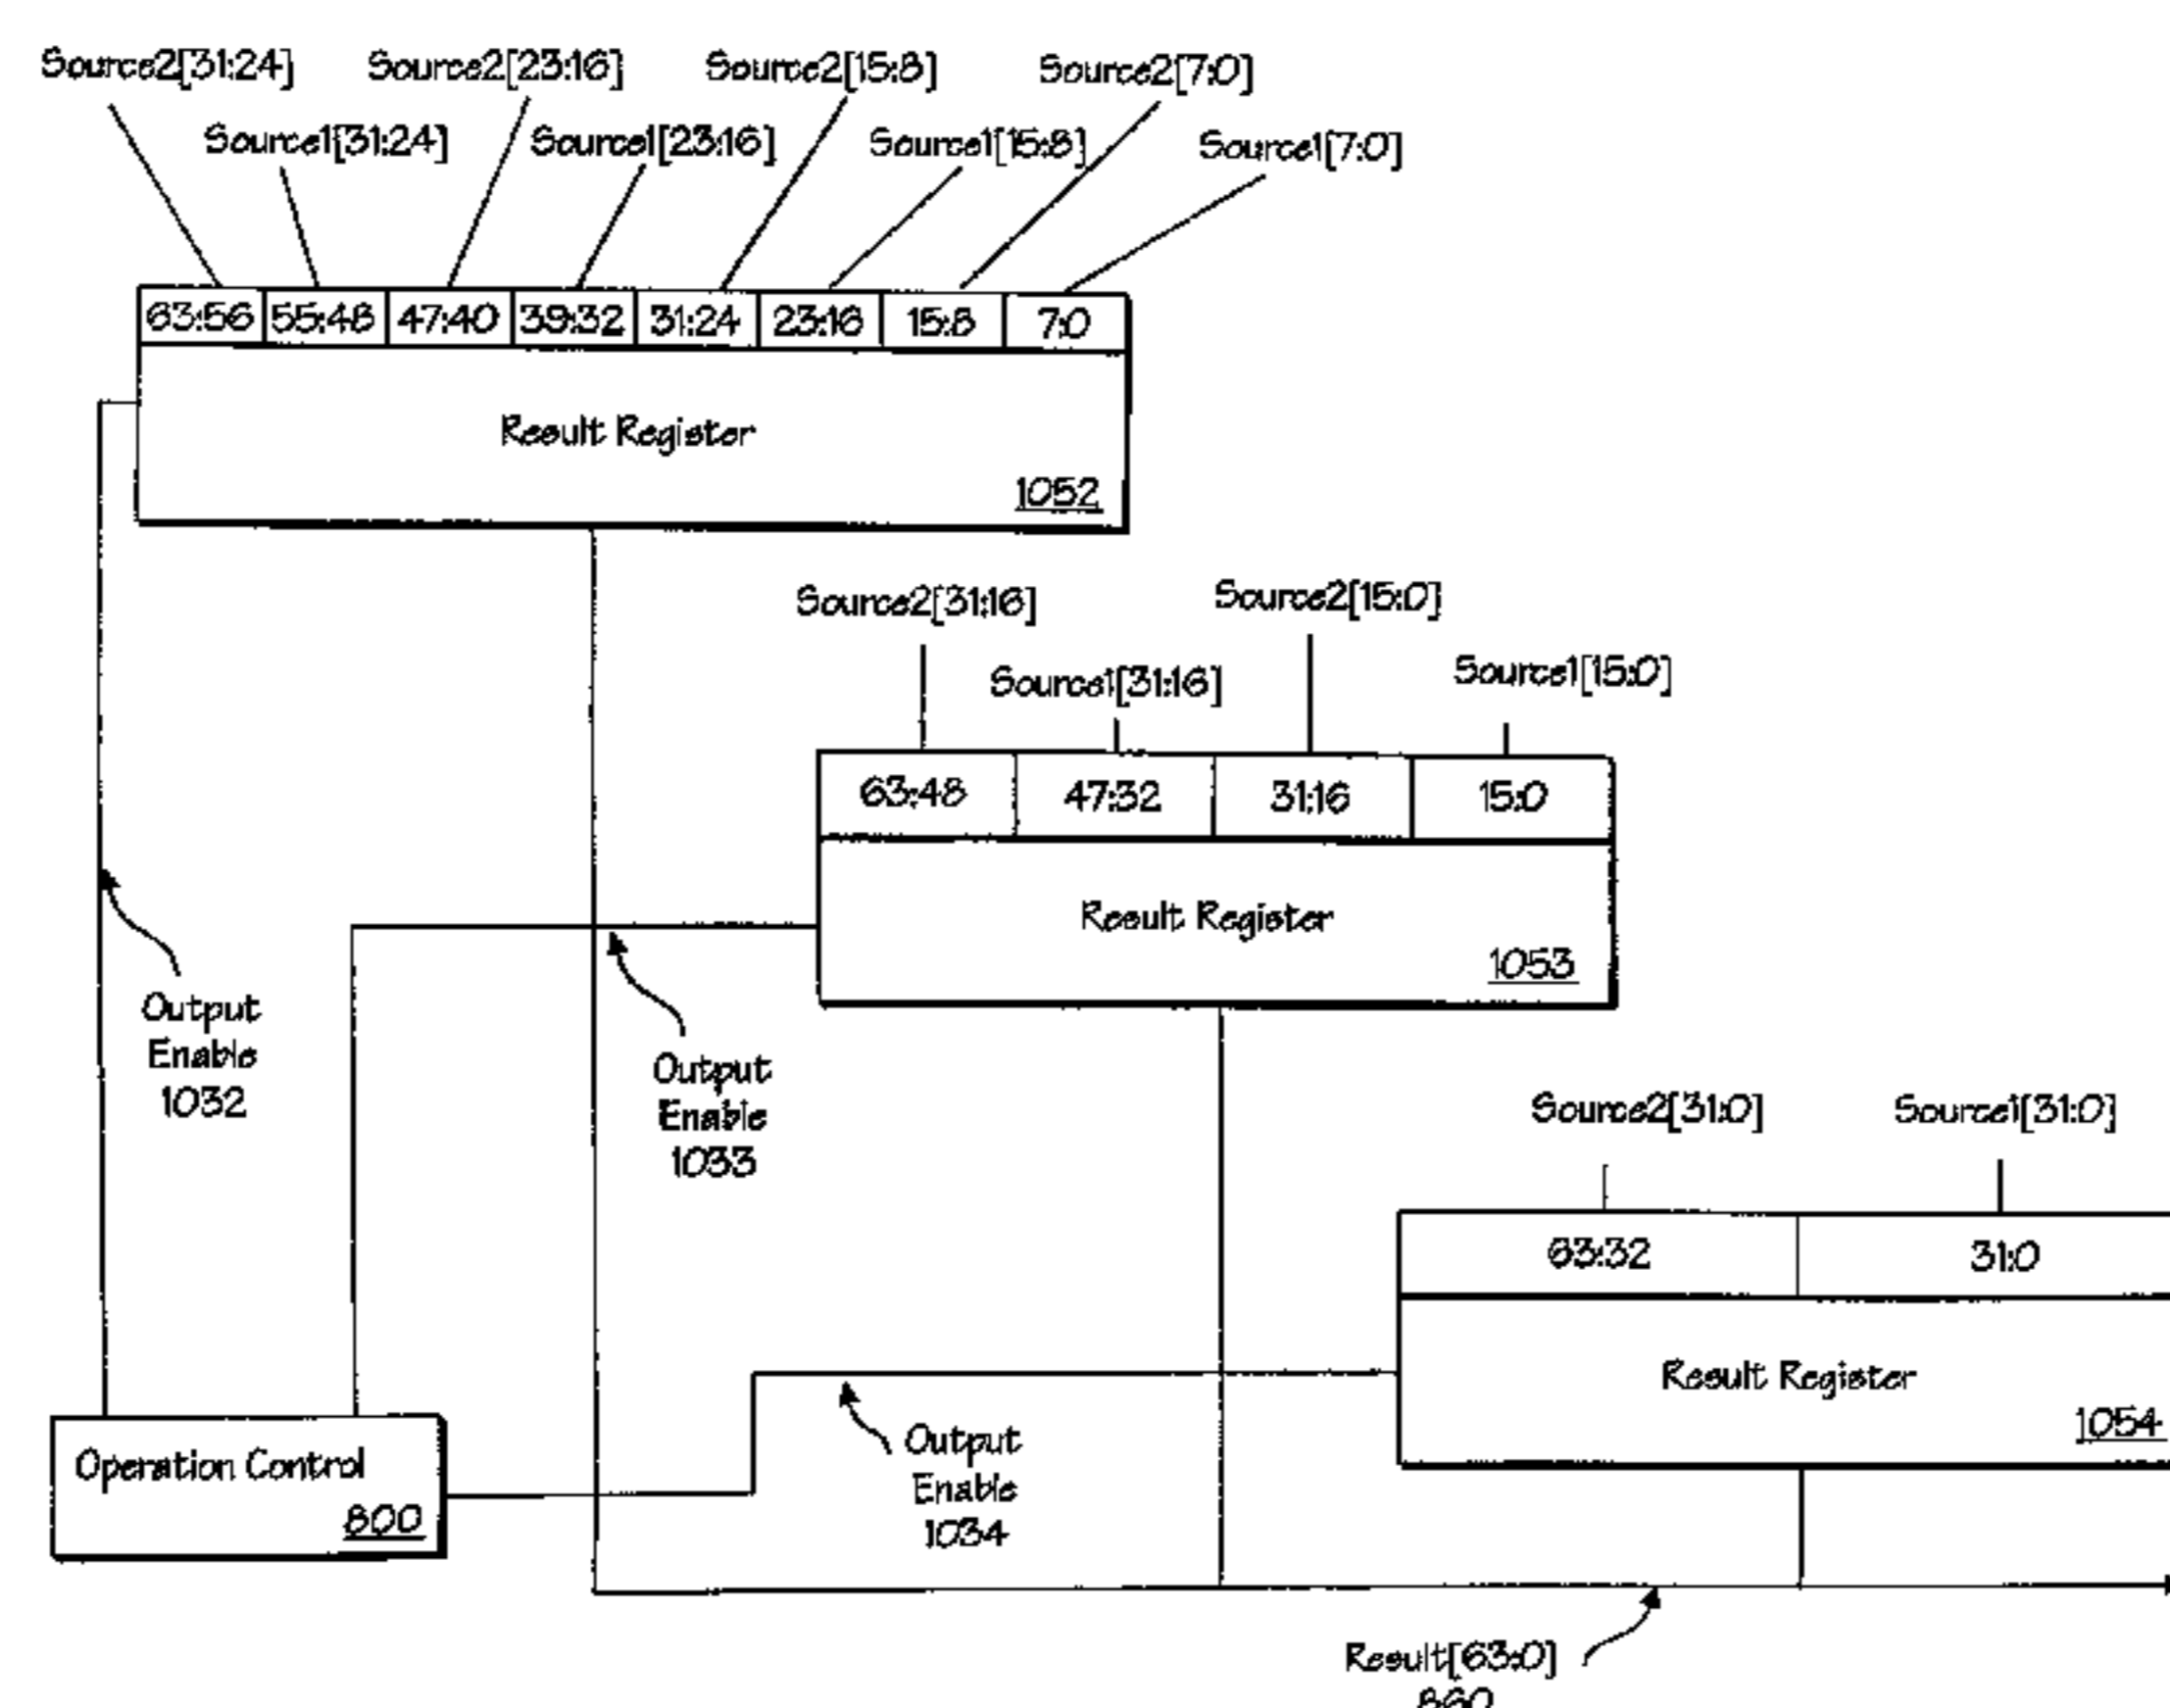 Source2[31:24] Source2[23:16] Source2[15:8] Source2[7:0]
Source1[31:24] Source1[23:16] Source1[15:8] Source1[7:0]
63:56 55:48 47:40 39:32 31:24 23:16 15:8 7:0
Result Register
1052
Source2[31:16] Source2[15:0]
Source1[31:16] Source1[15:0]
63:48 47:32 31:16 15:0
Result Register
1053
Output
Enable
1032
Output
Enable
1033
Source2[31:0] Source1[31:0]
63:32 31:0
Result Register
1054
Operation Control
800
Output
Enable
1034
Result[63:0]
860